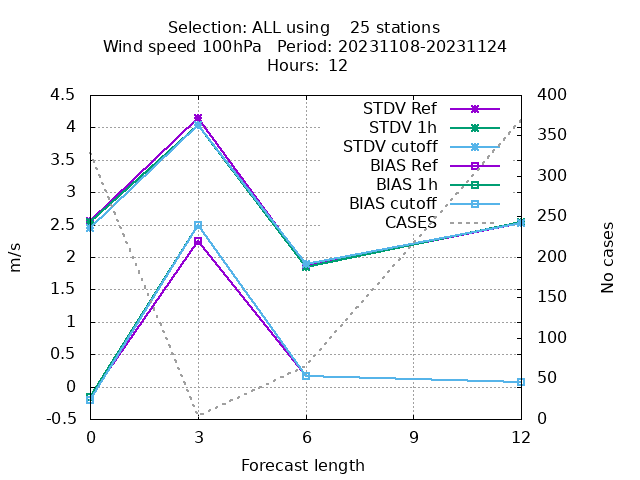 Selection: ALL using    25 stations
Wind speed 100hPa   Period: 20231108-20231124
Hours:  12
STDV Ref
STDV 1h
STDV cutoff
BIAS Ref
BIAS 1h
BIAS cutoff
CASES
4.5
4
3.5
3
2.5
2
1.5
1
0.5
0
-0.5
m/s
400
350
300
250
200
150
100
50
0
No cases
0 3 6 9 12
Forecast length